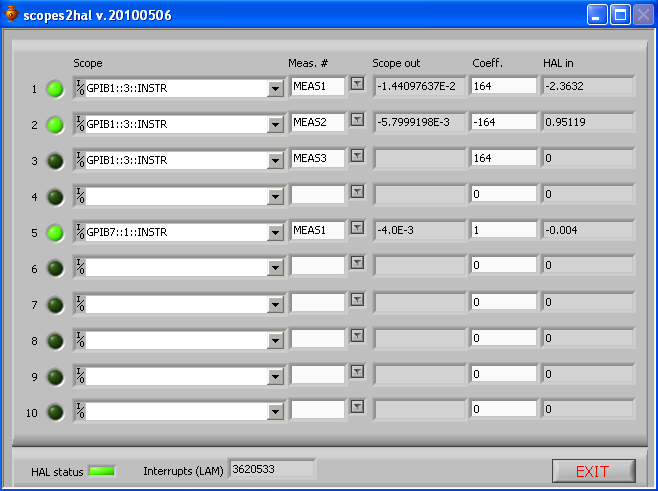 scopes2hal v.20100506
Scope Meas. # Scope out Coeff. HAL in
1 I/O GPIB1::3::INSTR MEAS1 -1.44097637E-2 164 -2.3632
2 I/O GPIB1::3::INSTR MEAS2 -5.7999198E-3 -164 0.95119
3 I/O GPIB1::3::INSTR MEAS3 164 0
4 I/O 0 0
5 I/O GPIB7::1::INSTR MEAS1 -4.0E-3 1 -0.004
6 I/O 0 0
7 I/O 0 0
8 I/O 0 0
9 I/O 0 0
10 I/O 0 0
HAL status Interrupts (LAM) 3620533 EXIT